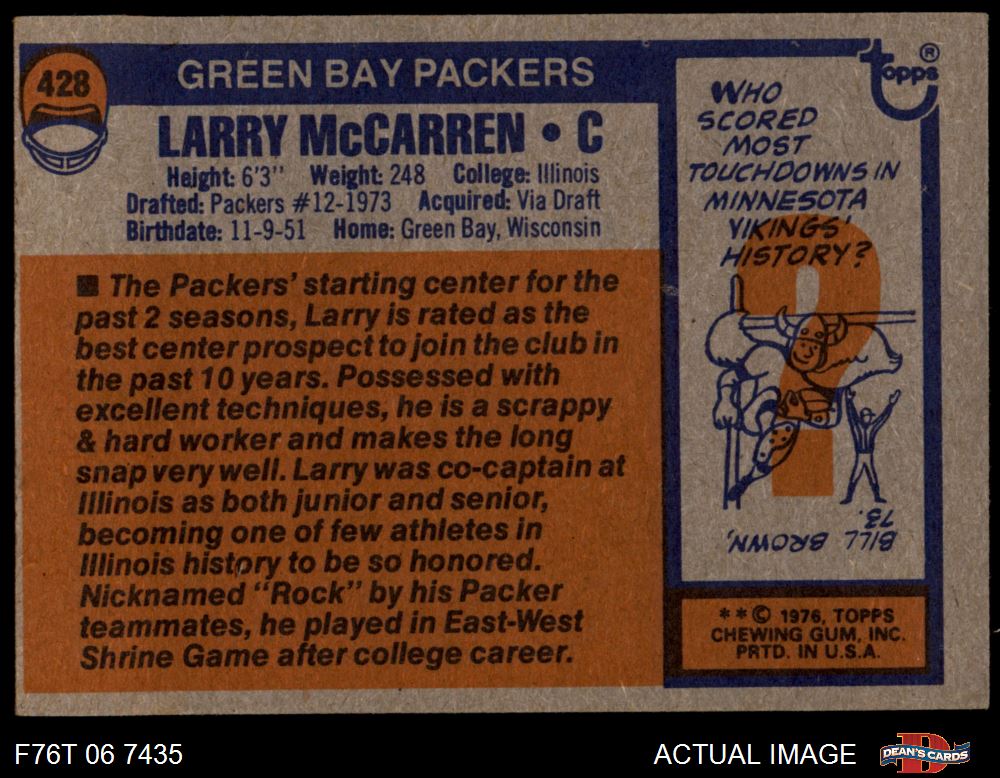 428
GREEN BAY PACKERS
LARRY McCARREN • C
Height: 6'3" Weight: 248 College: Illinois
Drafted: Packers #12-1973 Acquired: Via Draft
Birthdate: 11-9-51 Home: Green Bay, Wisconsin
■ The Packers' starting center for the
past 2 seasons, Larry is rated as the
best center prospect to join the club in
the past 10 years. Possessed with
excellent techniques, he is a scrappy
& hard worker and makes the long
snap very well. Larry was co-captain at
Illinois as both junior and senior,
becoming one of few athletes in
Illinois history to be so honored.
Nicknamed "Rock" by his Packer
teammates, he played in East-West
Shrine Game after college career.
Topps®
WHO
SCORED
MOST
TOUCHDOWNS IN
MINNESOTA
YIKINGS'
HISTORY?
?
BILL BROWN,
73.
**© 1976, TOPPS
CHEWING GUM, INC.
PRTD. IN U.S.A.
F76T 06 7435
ACTUAL IMAGE
D
DEAN'S CARDS